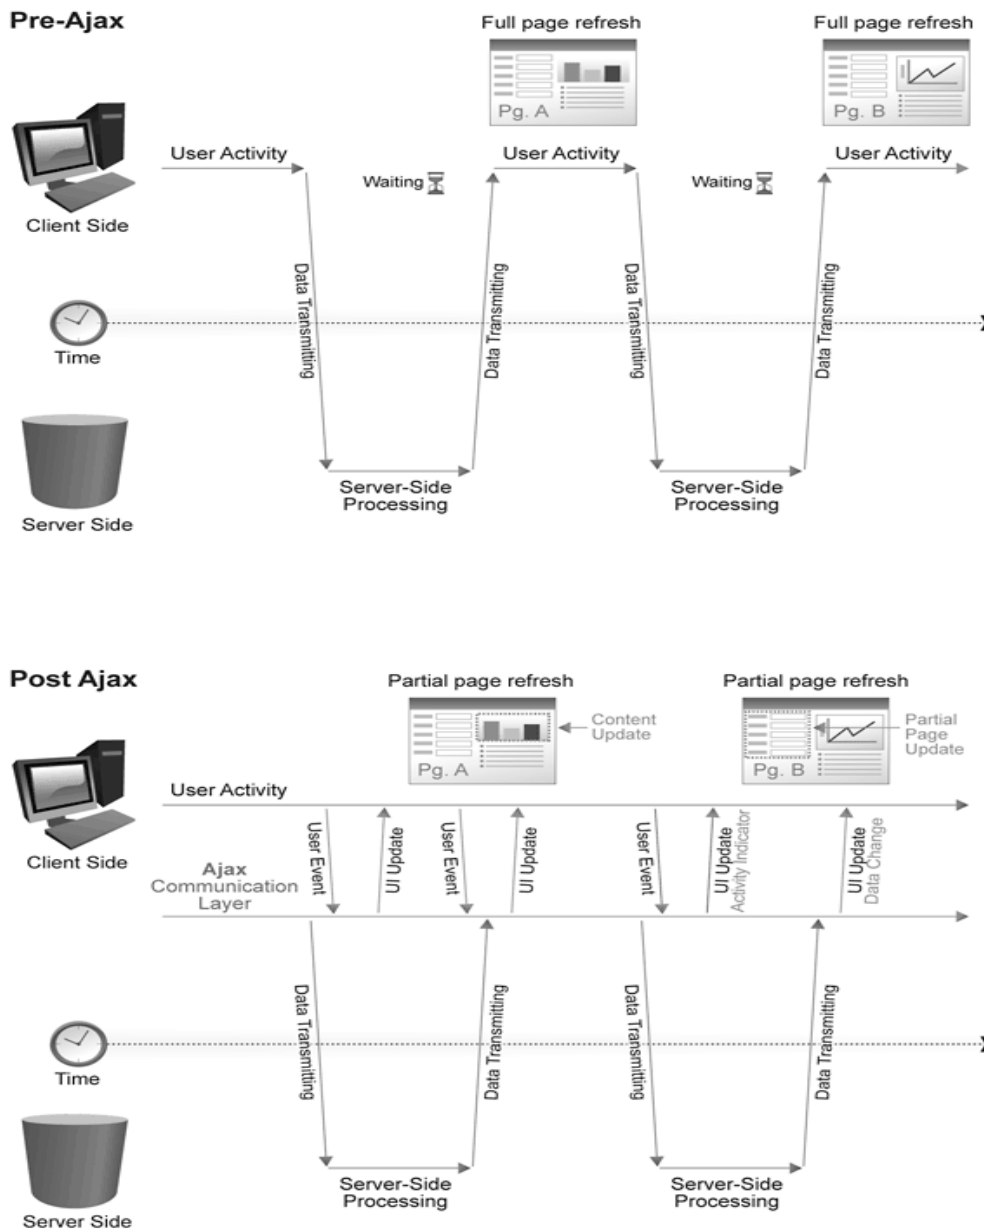 Pre-Ajax
Full page refresh
Full page refresh
Pg. A
Pg. B
User Activity
User Activity
User Activity
Waiting
Waiting
Client Side
Data Transmitting
Data Transmitting
Data Transmitting
Data Transmitting
Time
Server-Side
Processing
Server-Side
Processing
Server Side
Post Ajax
Partial page refresh
Partial page refresh
Content
Update
Partial
Page
Update
Pg. A
Pg. B
User Activity
Client Side
User Event
UI Update
User Event
UI Update
User Event
UI Update
Activity Indicator
UI Update
Data Change
Ajax
Communication
Layer
Data Transmitting
Data Transmitting
Data Transmitting
Data Transmitting
Time
Server-Side
Processing
Server-Side
Processing
Server Side